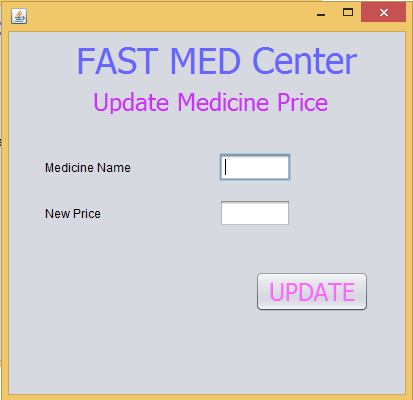 FAST MED Center
Update Medicine Price
Medicine Name
New Price
UPDATE